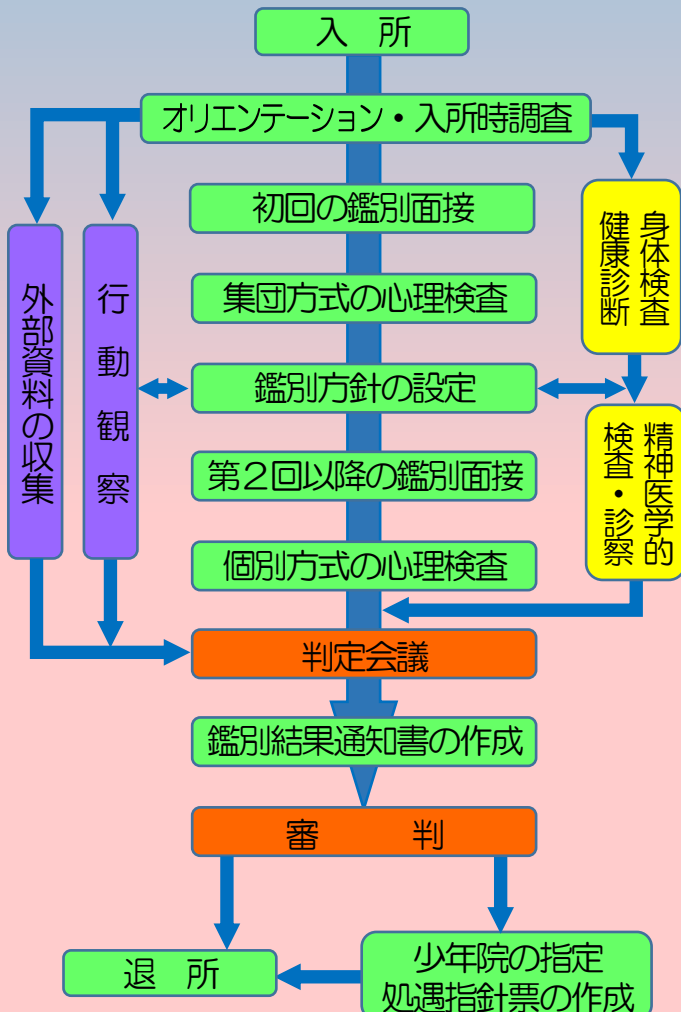 入 所
オリエンテーション・入所時調査
初回の鑑別面接
集団方式の心理検査
鑑別方針の設定
第2回以降の鑑別面接
個別方式の心理検査
外部資料の収集
行動観察
身体検査
健康診断
精神医学的
検査・診察
判定会議
鑑別結果通知書の作成
審 判
少年院の指定
処遇指針票の作成
退 所